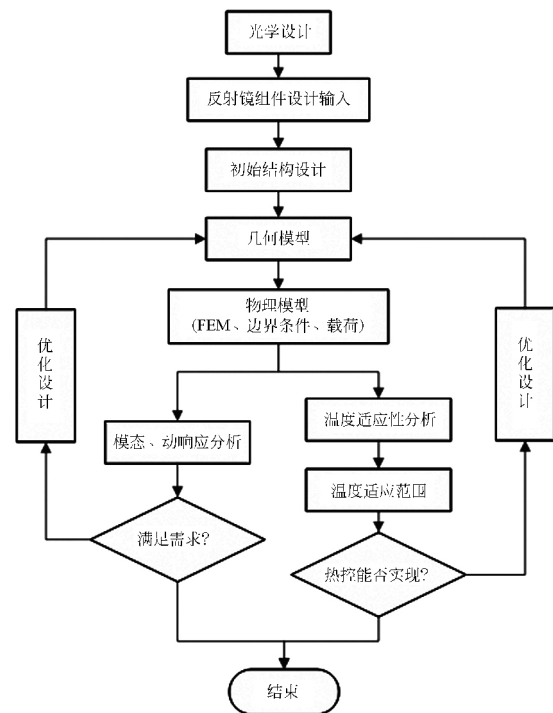 光学设计
反射镜组件设计输入
初始结构设计
几何模型
物理模型
(FEM、边界条件、载荷)
优化设计
优化设计
模态、动响应分析
温度适应性分析
温度适应范围
满足需求?
热控能否实现?
结束